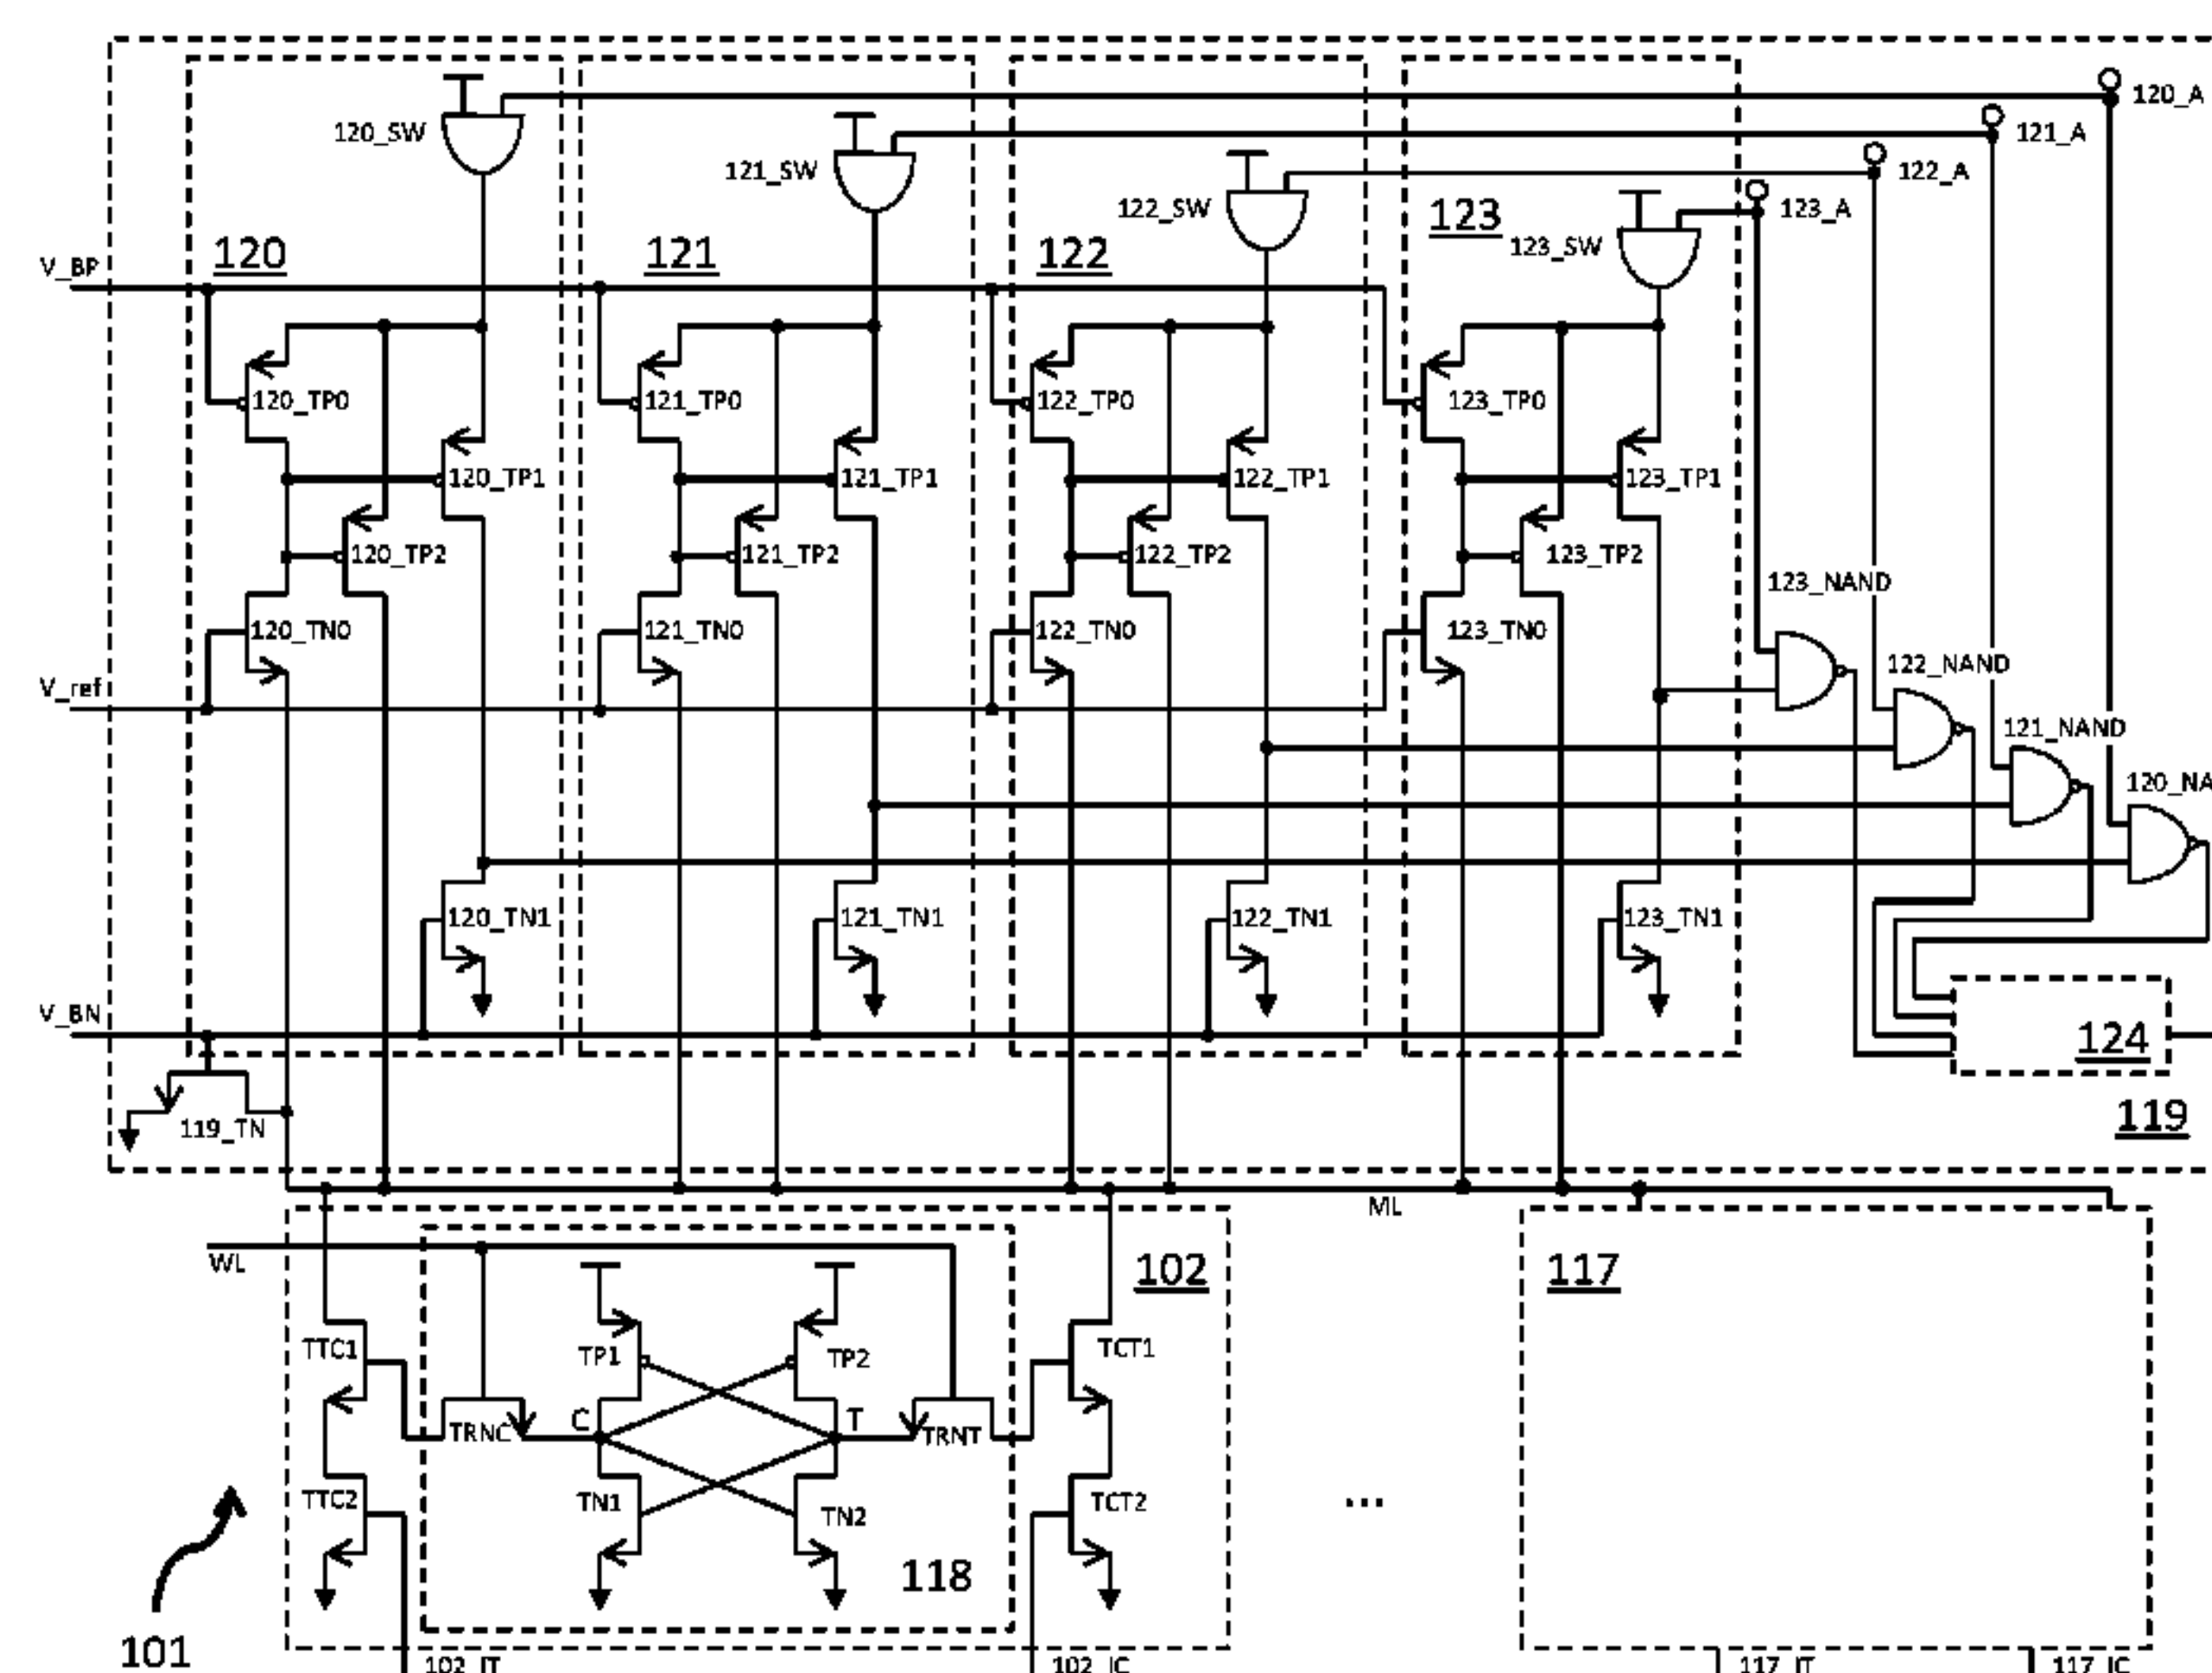 120_A
120_SW
121_A
121_SW
122_A
122_SW
123_A
123
123_SW
120
121
122
V_BP
120_TP0
121_TP0
122_TP0
123_TP0
120_TP1
121_TP1
122_TP1
123_TP1
120_TP2
121_TP2
122_TP2
123_TP2
123_NAND
120_TN0
121_TN0
122_TN0
123_TN0
122_NAND
V_ref
121_NAND
120_NA
120_TN1
121_TN1
122_TN1
123_TN1
V_BN
124
119_TN
119
ML
WL
102
117
TTC1
TP1
TP2
TCT1
C
T
TRNC
TRNT
TTC2
TN1
TN2
TCT2
...
118
101
102_IT
102_IC
117_IT
117_IC